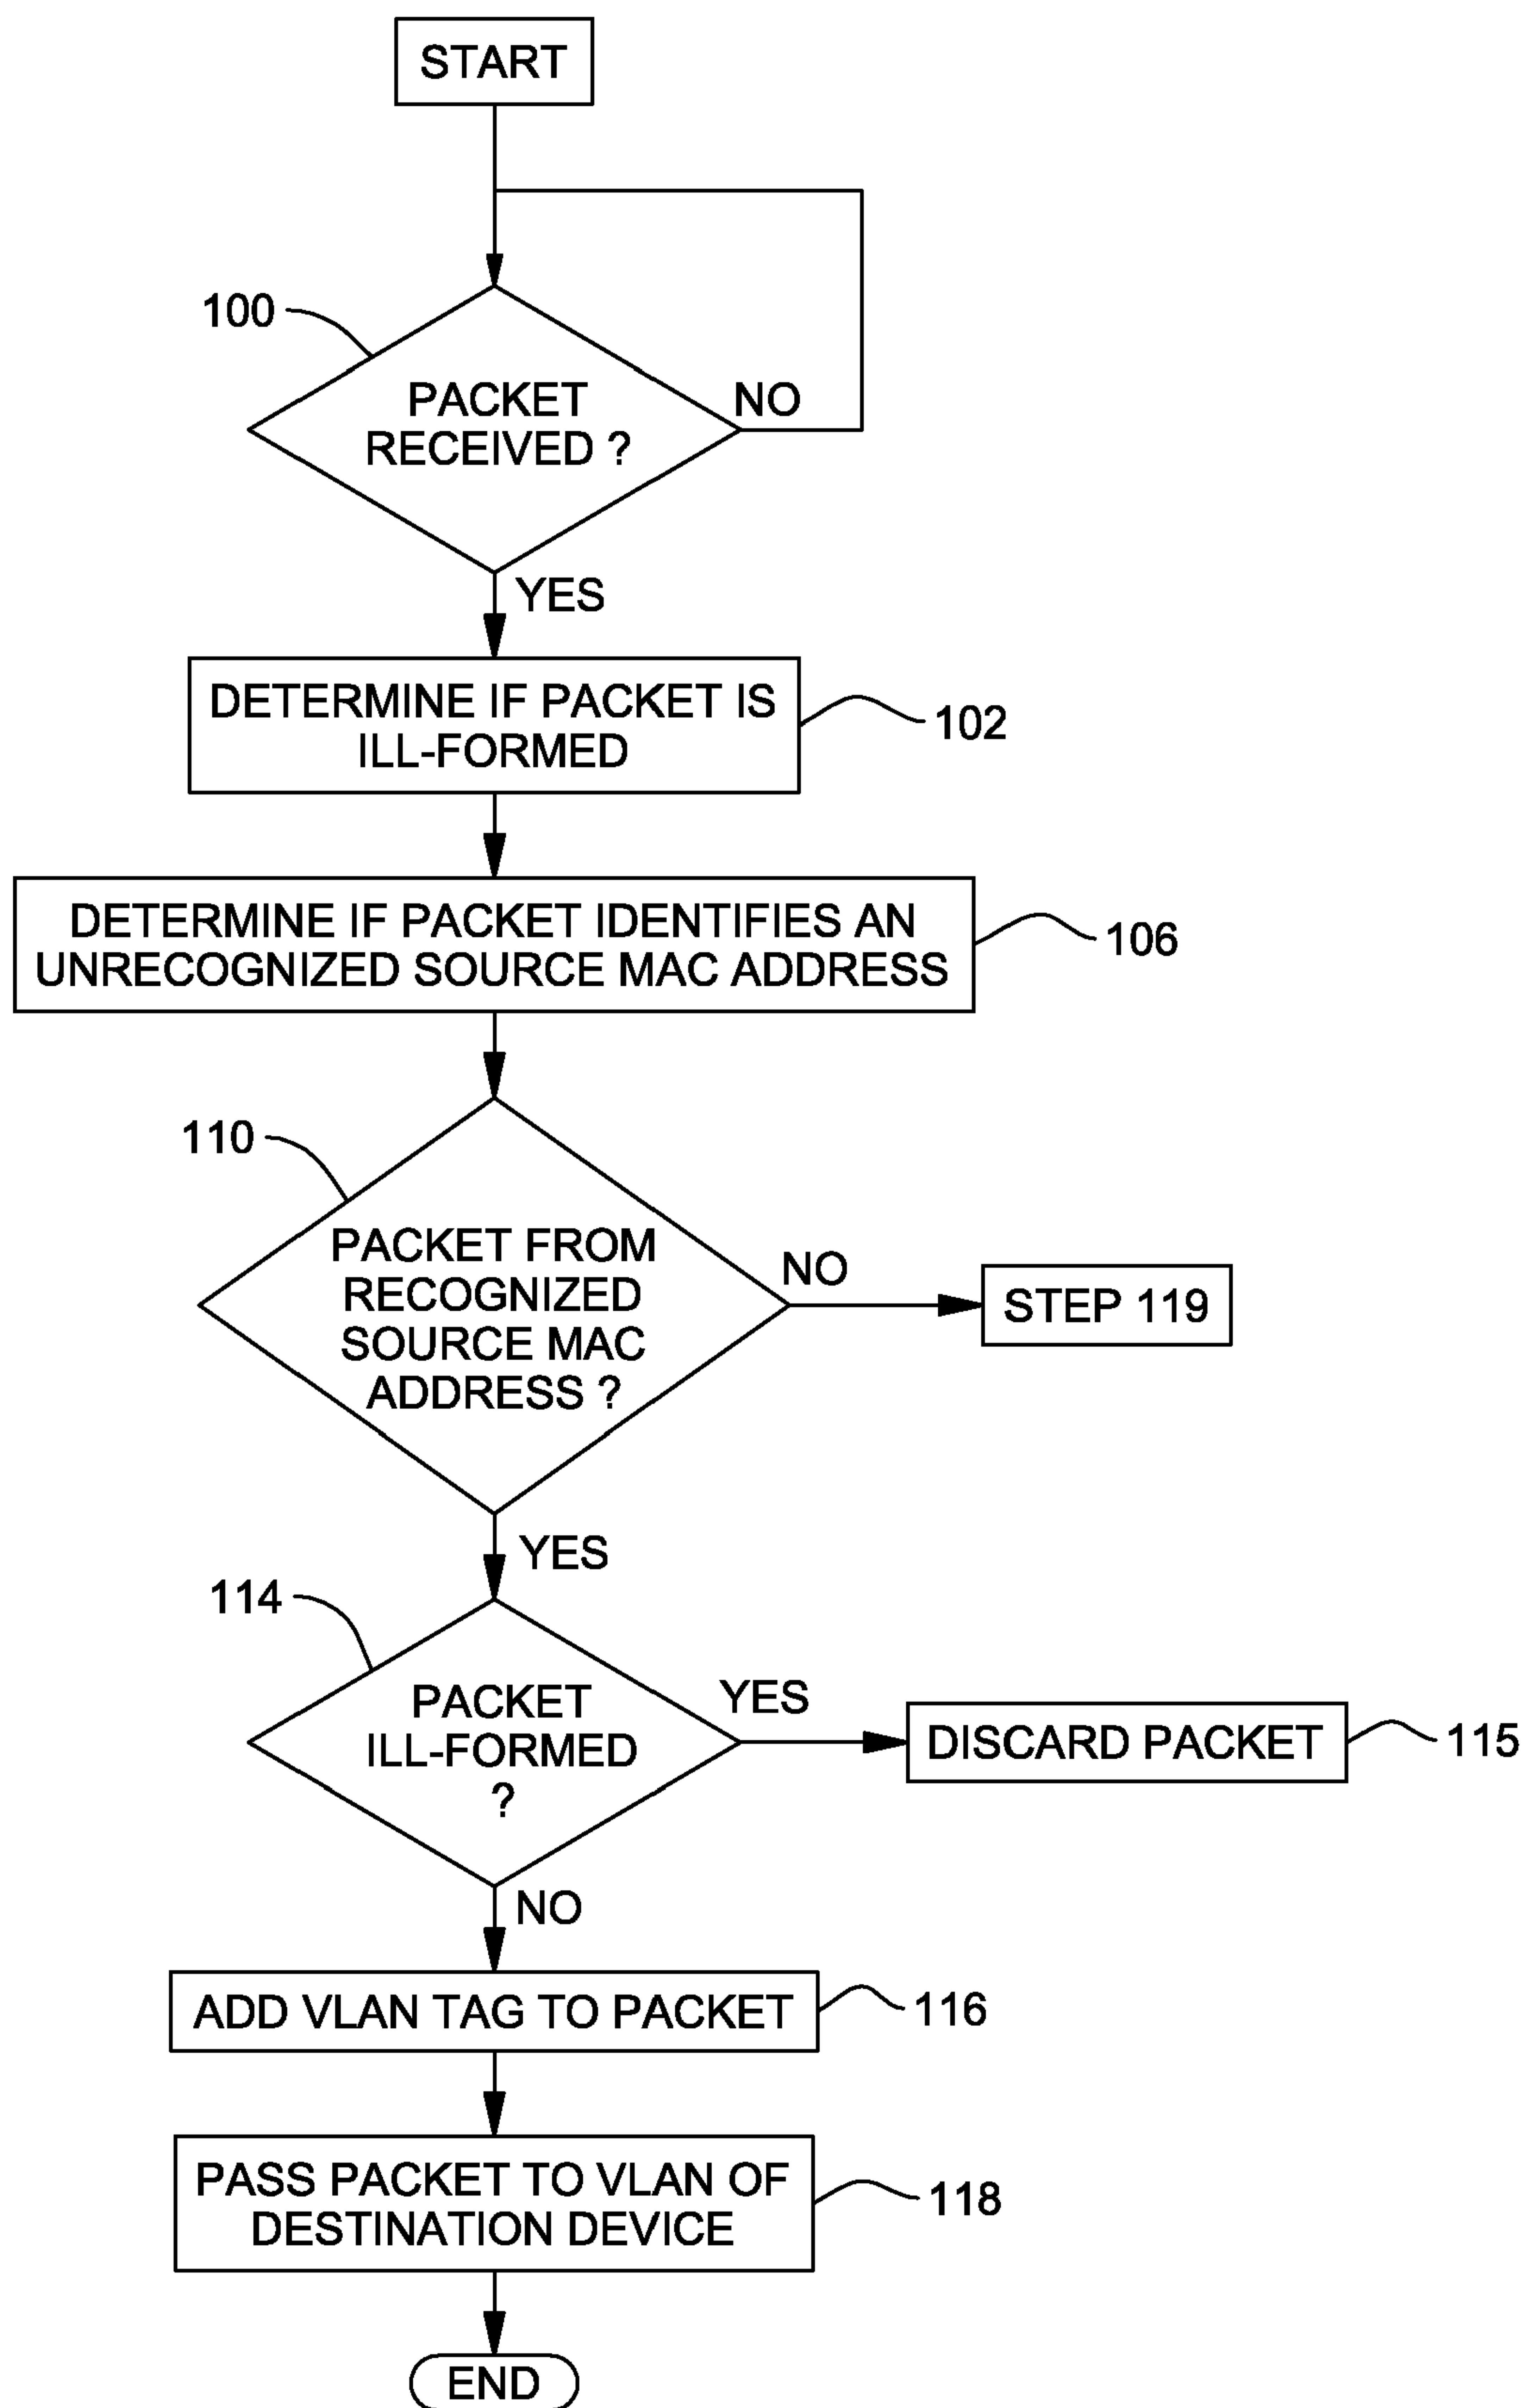 START
100
PACKET
RECEIVED ?
NO
YES
DETERMINE IF PACKET IS
ILL-FORMED
102
DETERMINE IF PACKET IDENTIFIES AN
UNRECOGNIZED SOURCE MAC ADDRESS
106
110
PACKET FROM
RECOGNIZED
SOURCE MAC
ADDRESS ?
NO
STEP 119
YES
114
PACKET
ILL-FORMED
?
YES
DISCARD PACKET
115
NO
ADD VLAN TAG TO PACKET
116
PASS PACKET TO VLAN OF
DESTINATION DEVICE
118
END